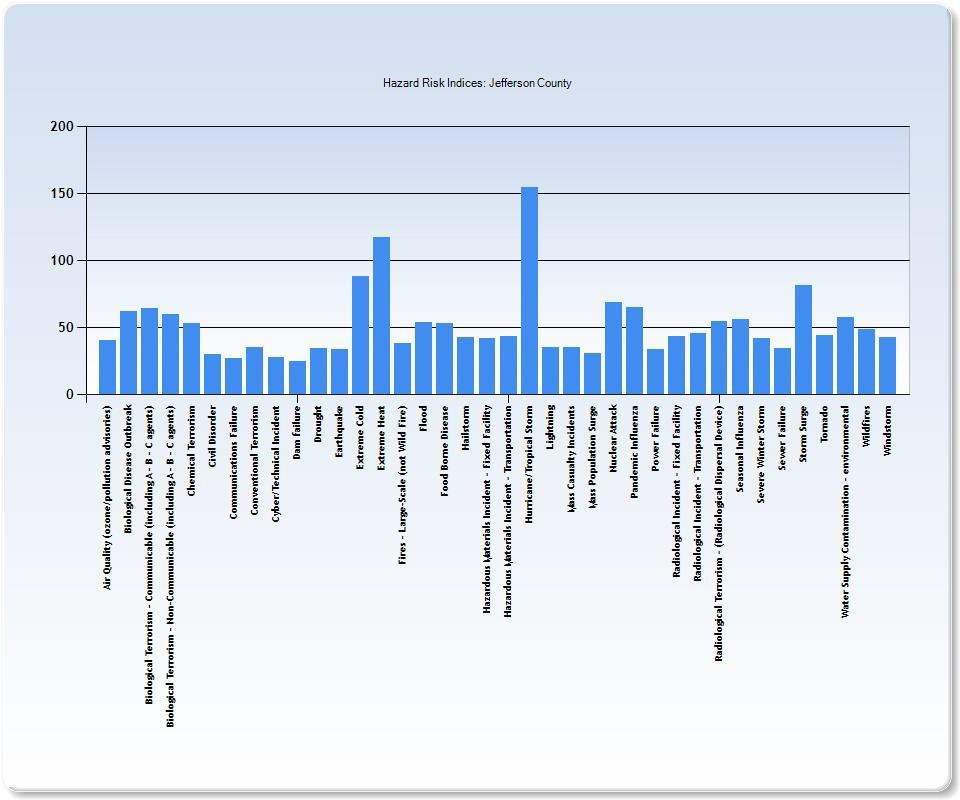 Hazard Risk Indices: Jefferson County
200
150
100
50
0
Air Quality (ozone/pollution advisories)
Biological Disease Outbreak
Biological Terrorism - Communicable (including A - B - C agents)
Biological Terrorism - Non-Communicable (including A - B - C agents)
Chemical Terrorism
Civil Disorder
Communications Failure
Conventional Terrorism
Cyber/Technical Incident
Dam failure
Drought
Earthquake
Extreme Cold
Extreme Heat
Fires - Large-Scale (not Wild Fire)
Flood
Food Borne Disease
Hailstorm
Hazardous Materials Incident - Fixed Facility
Hazardous Materials Incident - Transportation
Hurricane/Tropical Storm
Lightning
Mass Casualty Incidents
Mass Population Surge
Nuclear Attack
Pandemic Influenza
Power Failure
Radiological Incident - Fixed Facility
Radiological Incident - Transportation
Radiological Terrorism - (Radiological Dispersal Device)
Seasonal Influenza
Severe Winter Storm
Sewer Failure
Storm Surge
Tornado
Water Supply Contamination - environmental
Wildfires
Windstorm